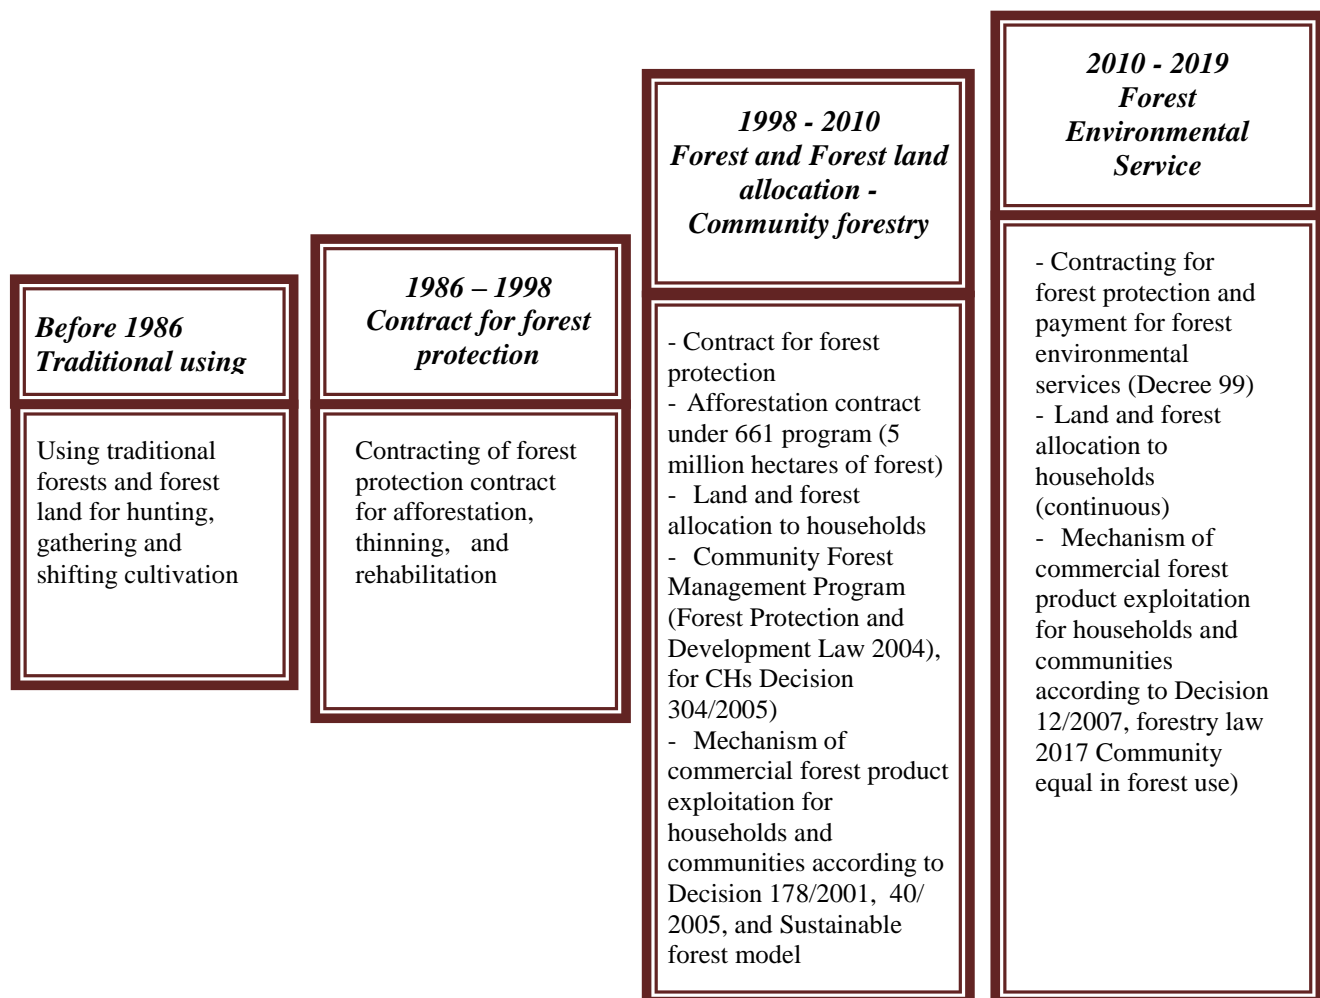 Before 1986
Traditional using
Using traditional
forests and forest
land for hunting,
gathering and
shifting cultivation
1986 – 1998
Contract for forest
protection
Contracting of forest
protection contract
for afforestation,
thinning, and
rehabilitation
1998 - 2010
Forest and Forest land
allocation -
Community forestry
- Contract for forest
protection
- Afforestation contract
under 661 program (5
million hectares of forest)
- Land and forest
allocation to households
- Community Forest
Management Program
(Forest Protection and
Development Law 2004),
for CHs Decision
304/2005)
- Mechanism of
commercial forest product
exploitation for
households and
communities according to
Decision 178/2001, 40/
2005, and Sustainable
forest model
2010 - 2019
Forest
Environmental
Service
- Contracting for
forest protection and
payment for forest
environmental
services (Decree 99)
- Land and forest
allocation to
households
(continuous)
- Mechanism of
commercial forest
product exploitation
for households and
communities
according to Decision
12/2007, forestry law
2017 Community
equal in forest use)